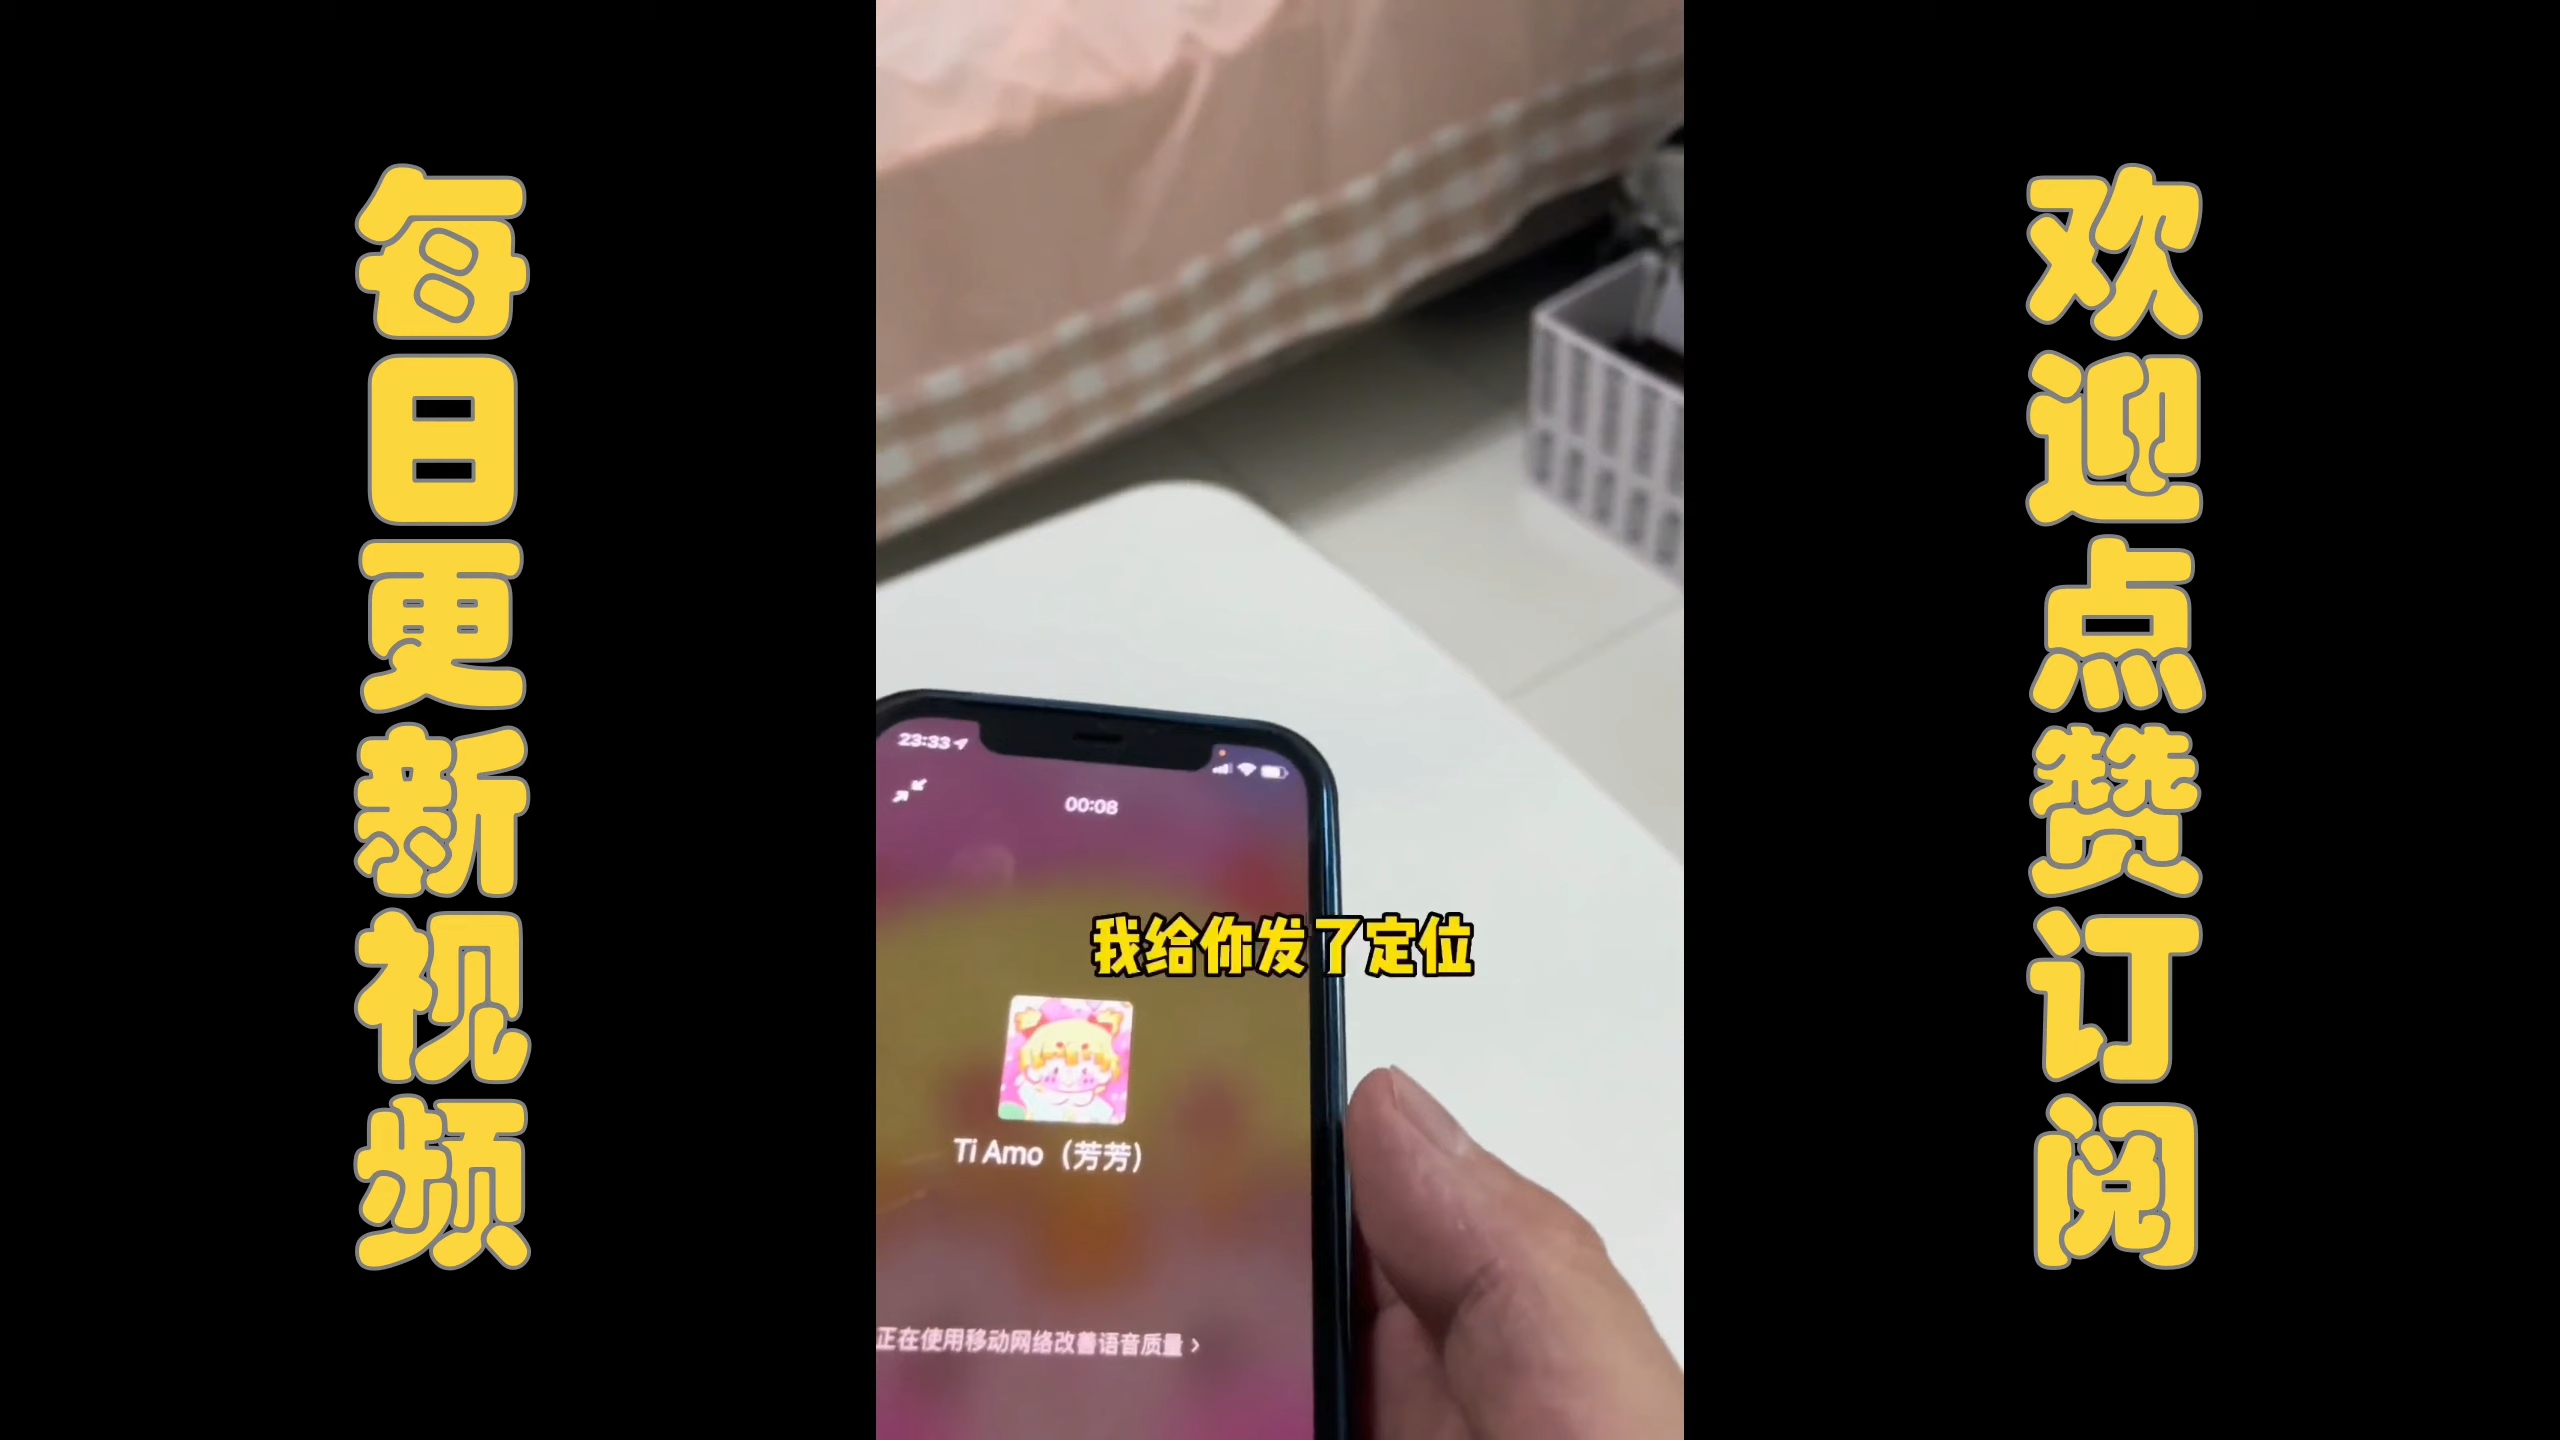 每日更新视频
23:33
00:08
我给你发了定位
Ti Amo（芳芳）
正在使用移动网络改善语音质量 >
欢迎点赞订阅